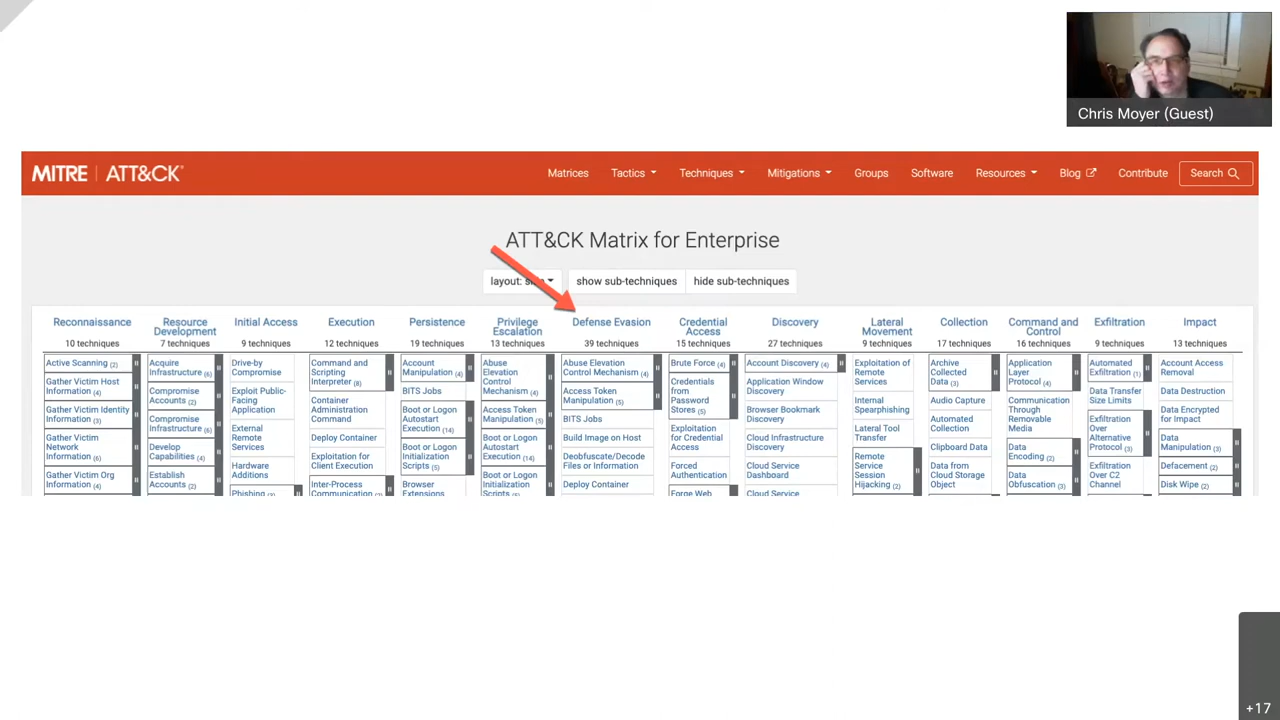 Chris Moyer (Guest)
MITRE | ATT&CK®
Matrices
Tactics
Techniques
Mitigations
Groups
Software
Resources
Blog
Contribute
Search
ATT&CK Matrix for Enterprise
show sub-techniques
hide sub-techniques
Reconnaissance
10 techniques
Active Scanning (2)
Gather Victim Host
Information (4)
Gather Victim Identity
Information (3)
Gather Victim
Network
Information (6)
Gather Victim Org
Information (4)
Resource
Development
7 techniques
Acquire
Infrastructure (6)
Compromise
Accounts (2)
Compromise
Infrastructure (6)
Develop
Capabilities (4)
Establish
Accounts (2)
Initial Access
9 techniques
Drive-by
Compromise
Exploit Public-
Facing
Application
External
Remote
Services
Hardware
Additions
Phishing (3)
Execution
12 techniques
Command and
Scripting
Interpreter (8)
Container
Administration
Command
Deploy Container
Exploitation for
Client Execution
Inter-Process
Communication (2)
Persistence
19 techniques
Account
Manipulation (4)
BITS Jobs
Boot or Logon
Autostart
Execution (14)
Boot or Logon
Initialization
Scripts (5)
Browser
Extensions
Privilege
Escalation
13 techniques
Abuse
Elevation
Control
Mechanism (4)
Access Token
Manipulation (5)
Boot or Logon
Autostart
Execution (14)
Boot or Logon
Initialization
Scripts (5)
Defense Evasion
39 techniques
Abuse Elevation
Control Mechanism (4)
Access Token
Manipulation (5)
BITS Jobs
Build Image on Host
Deobfuscate/Decode
Files or Information
Deploy Container
Credential
Access
15 techniques
Brute Force (4)
Credentials
from
Password
Stores (5)
Exploitation
for Credential
Access
Forced
Authentication
Forge Web
Discovery
27 techniques
Account Discovery (4)
Application Window
Discovery
Browser Bookmark
Discovery
Cloud Infrastructure
Discovery
Cloud Service
Dashboard
Cloud Service
Lateral
Movement
9 techniques
Exploitation of
Remote
Services
Internal
Spearphishing
Lateral Tool
Transfer
Remote
Service
Session
Hijacking (2)
Collection
17 techniques
Archive
Collected
Data (3)
Audio Capture
Automated
Collection
Clipboard Data
Data from
Cloud Storage
Object
Command and
Control
16 techniques
Application
Layer
Protocol (4)
Communication
Through
Removable
Media
Data
Encoding (2)
Data
Obfuscation (3)
Exfiltration
9 techniques
Automated
Exfiltration (1)
Data Transfer
Size Limits
Exfiltration
Over
Alternative
Protocol (3)
Exfiltration
Over C2
Channel
Impact
13 techniques
Account Access
Removal
Data Destruction
Data Encrypted
for Impact
Data
Manipulation (3)
Defacement (2)
Disk Wipe (2)
+17